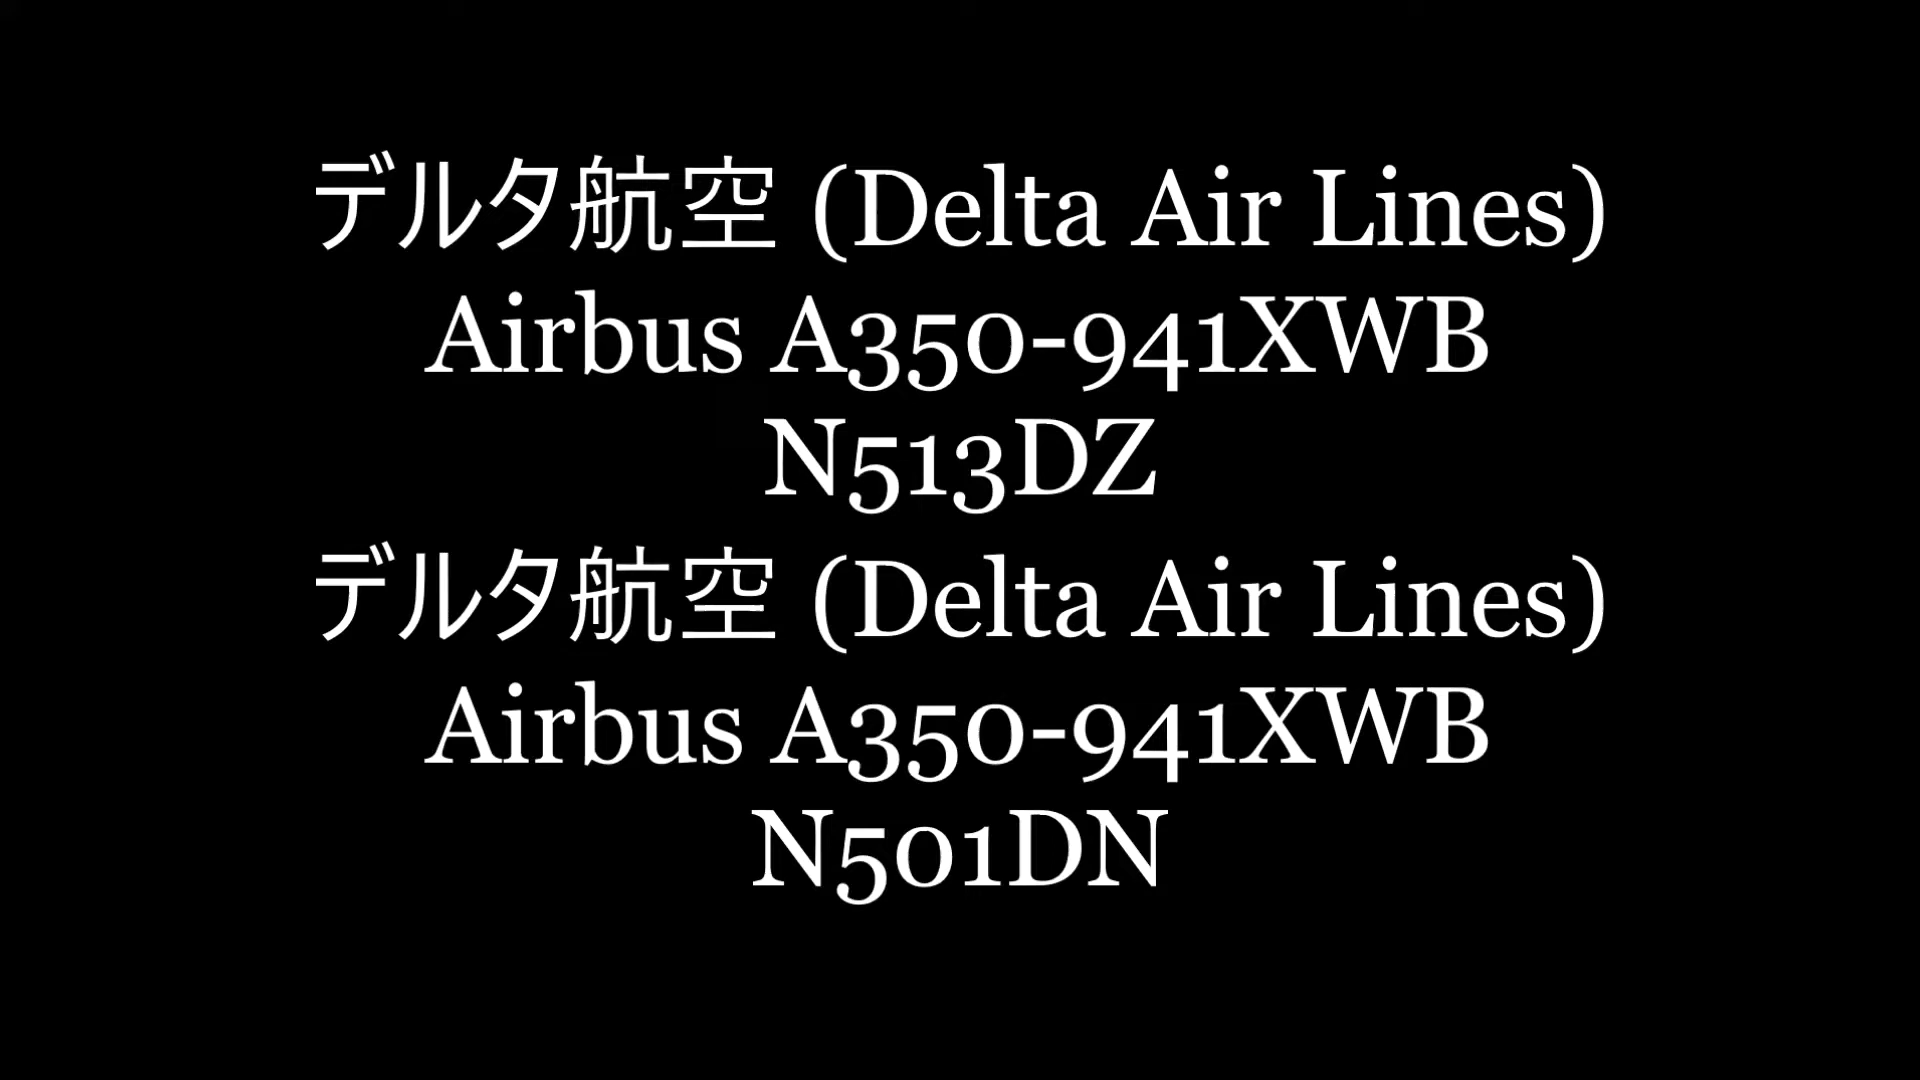 デルタ航空 (Delta Air Lines)
Airbus A350-941XWB
N513DZ
デルタ航空 (Delta Air Lines)
Airbus A350-941XWB
N501DN